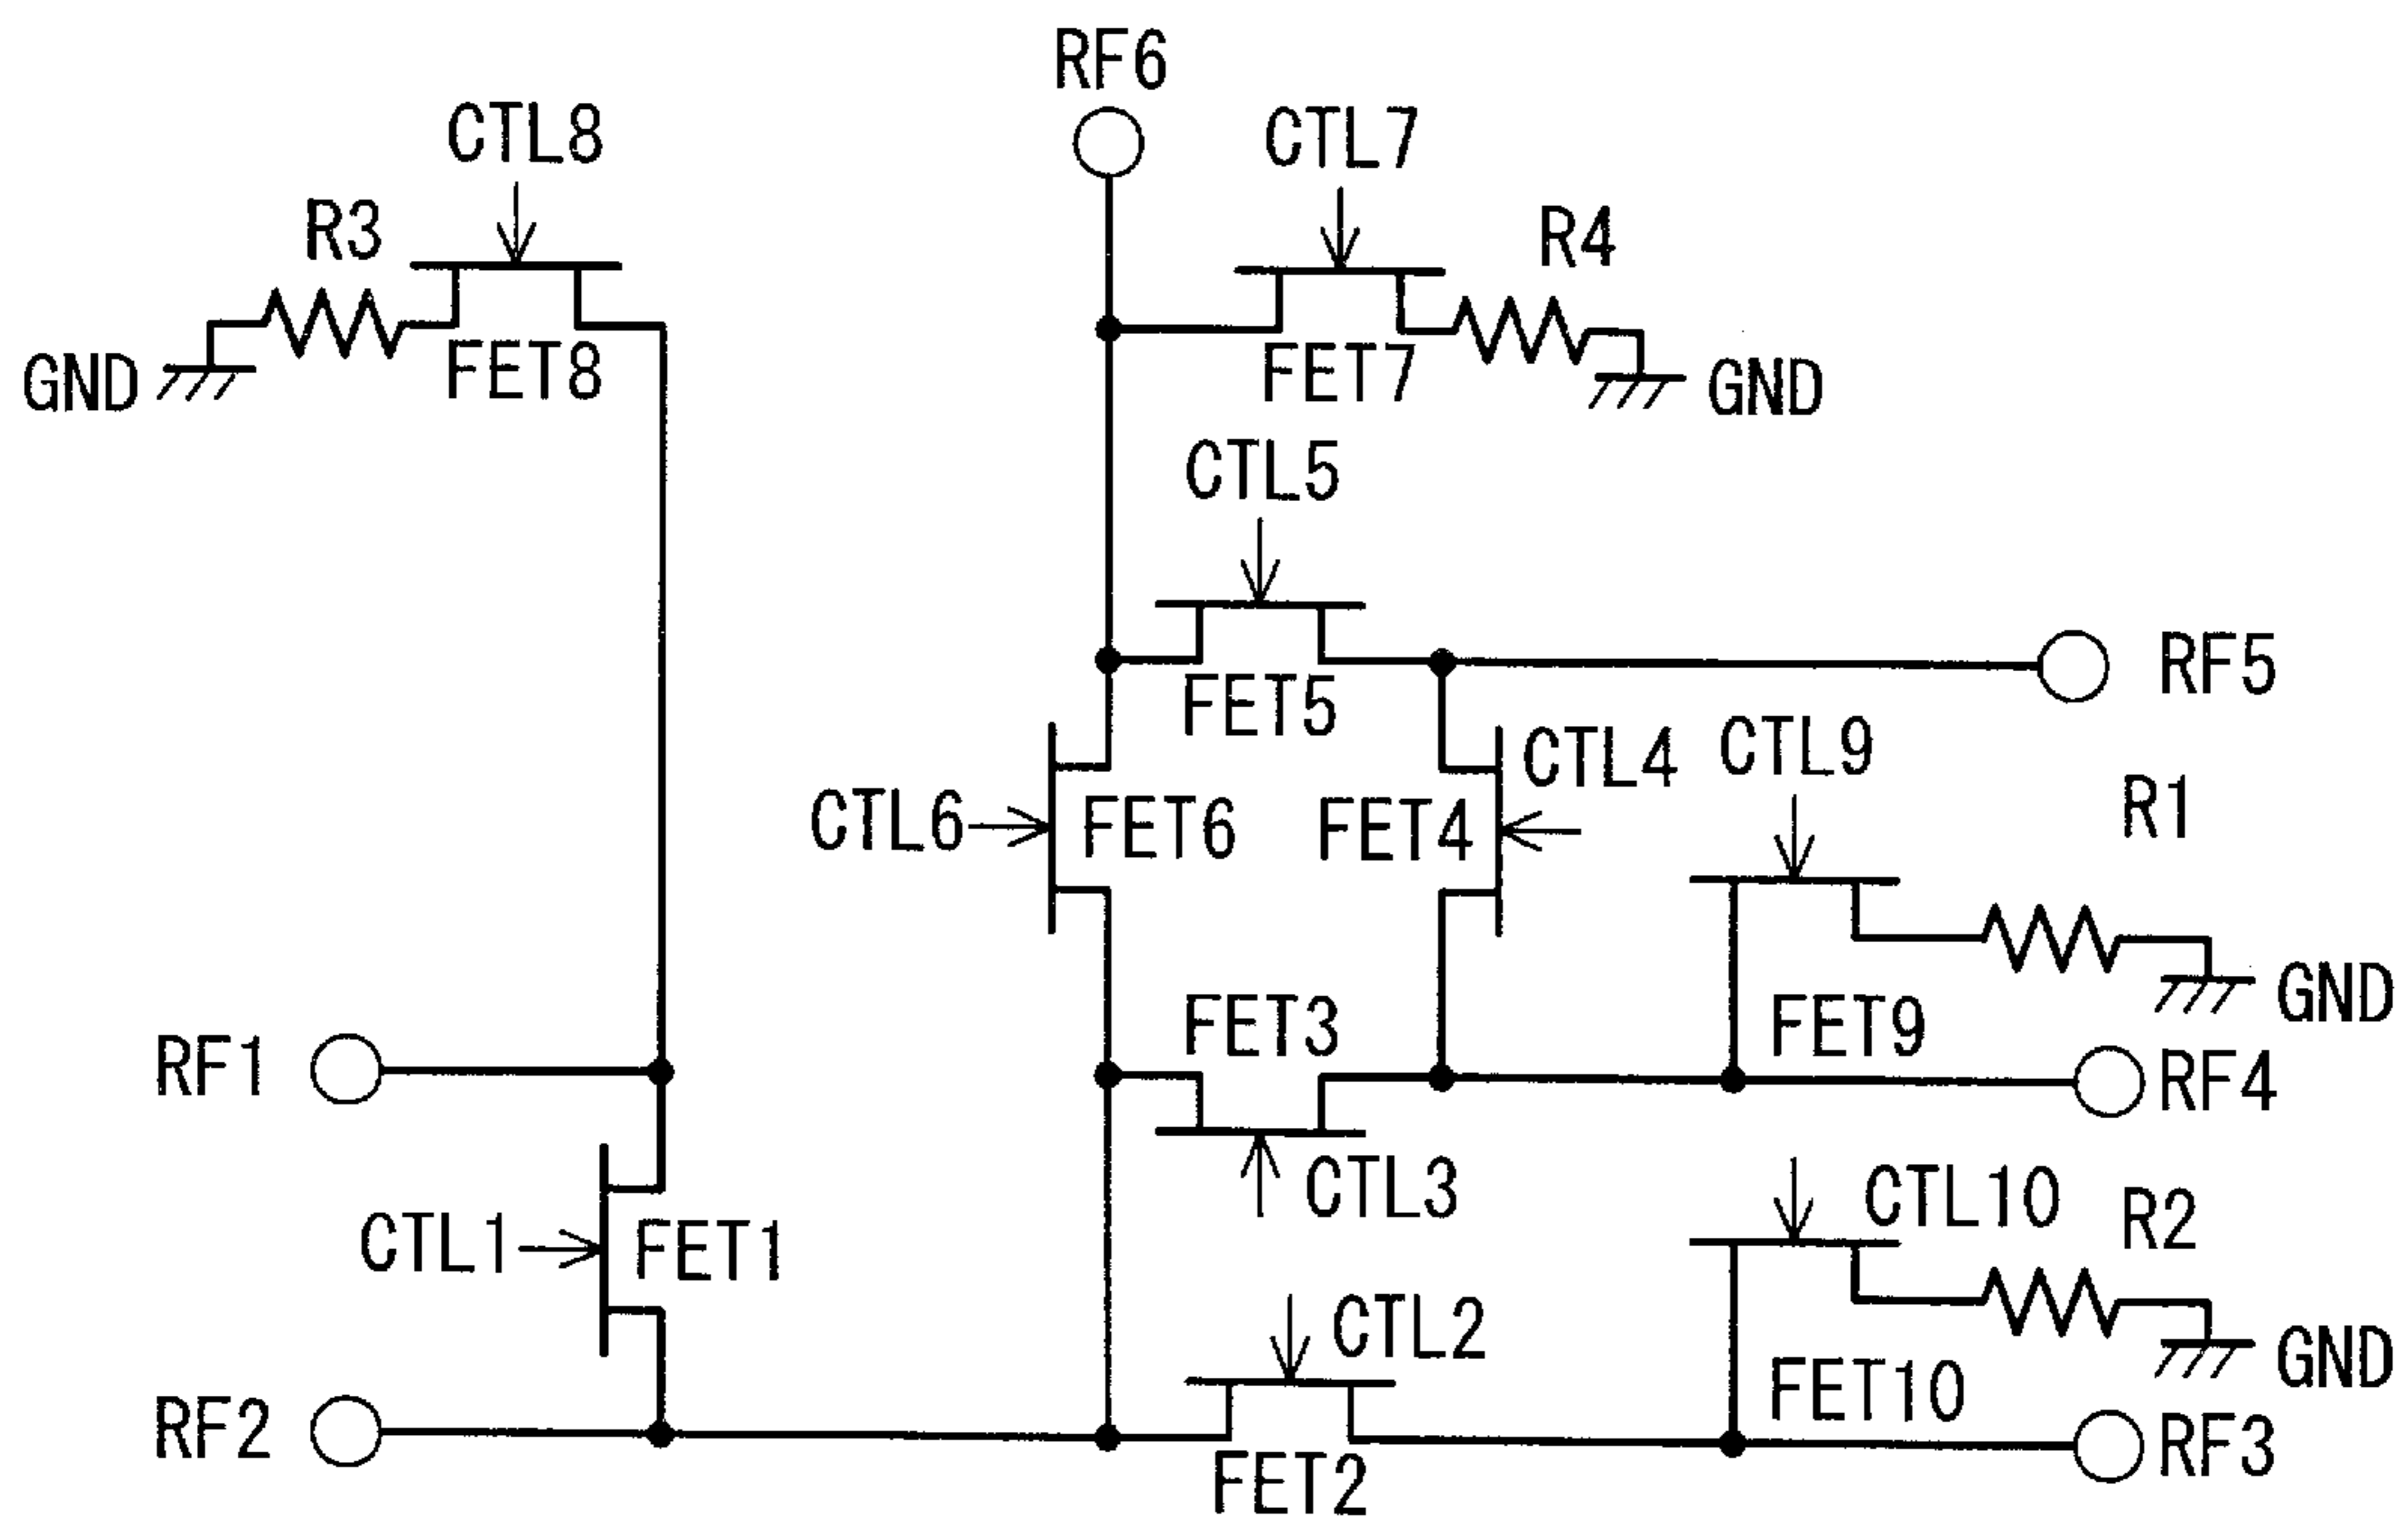 RF6
CTL8
CTL7
R3
R4
FET8
GND
FET7
GND
CTL5
RF5
FET5
CTL9
CTL4
R1
CTL6
FET6
FET4
GND
FET3
FET9
RF1
RF4
CTL3
CTL10
R2
CTL1
FET1
CTL2
GND
FET10
RF2
RF3
FET2